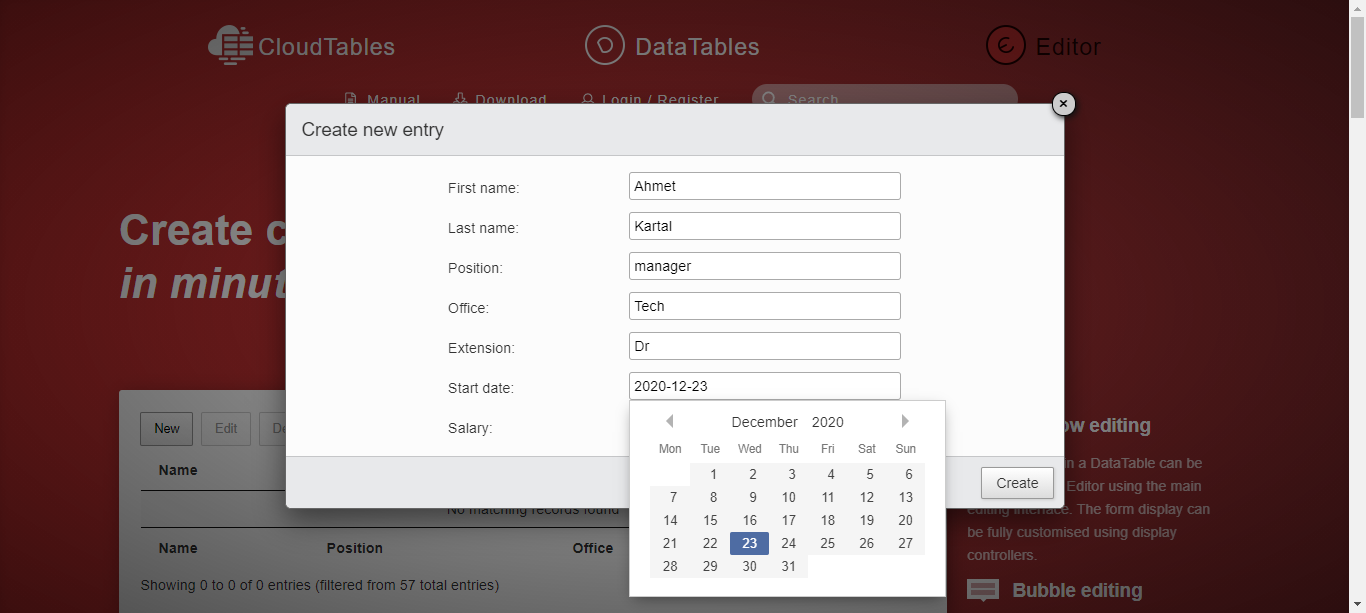 CloudTables
DataTables
Editor
Manual
Download
Login / Register
Search
Create new entry
First name:
Ahmet
Last name:
Kartal
Position:
manager
Office:
Tech
Extension:
Dr
Start date:
2020-12-23
Salary:
December 2020
Mon Tue Wed Thu Fri Sat Sun
1 2 3 4 5 6
7 8 9 10 11 12 13
14 15 16 17 18 19 20
21 22 23 24 25 26 27
28 29 30 31
Create
Create c
in minut
New
Edit
De
Name
No matching records found
Name Position Office
Showing 0 to 0 of 0 entries (filtered from 57 total entries)
ow editing
in a DataTable can be
Editor using the main
editing interface. The form display can
be fully customised using display
controllers.
Bubble editing